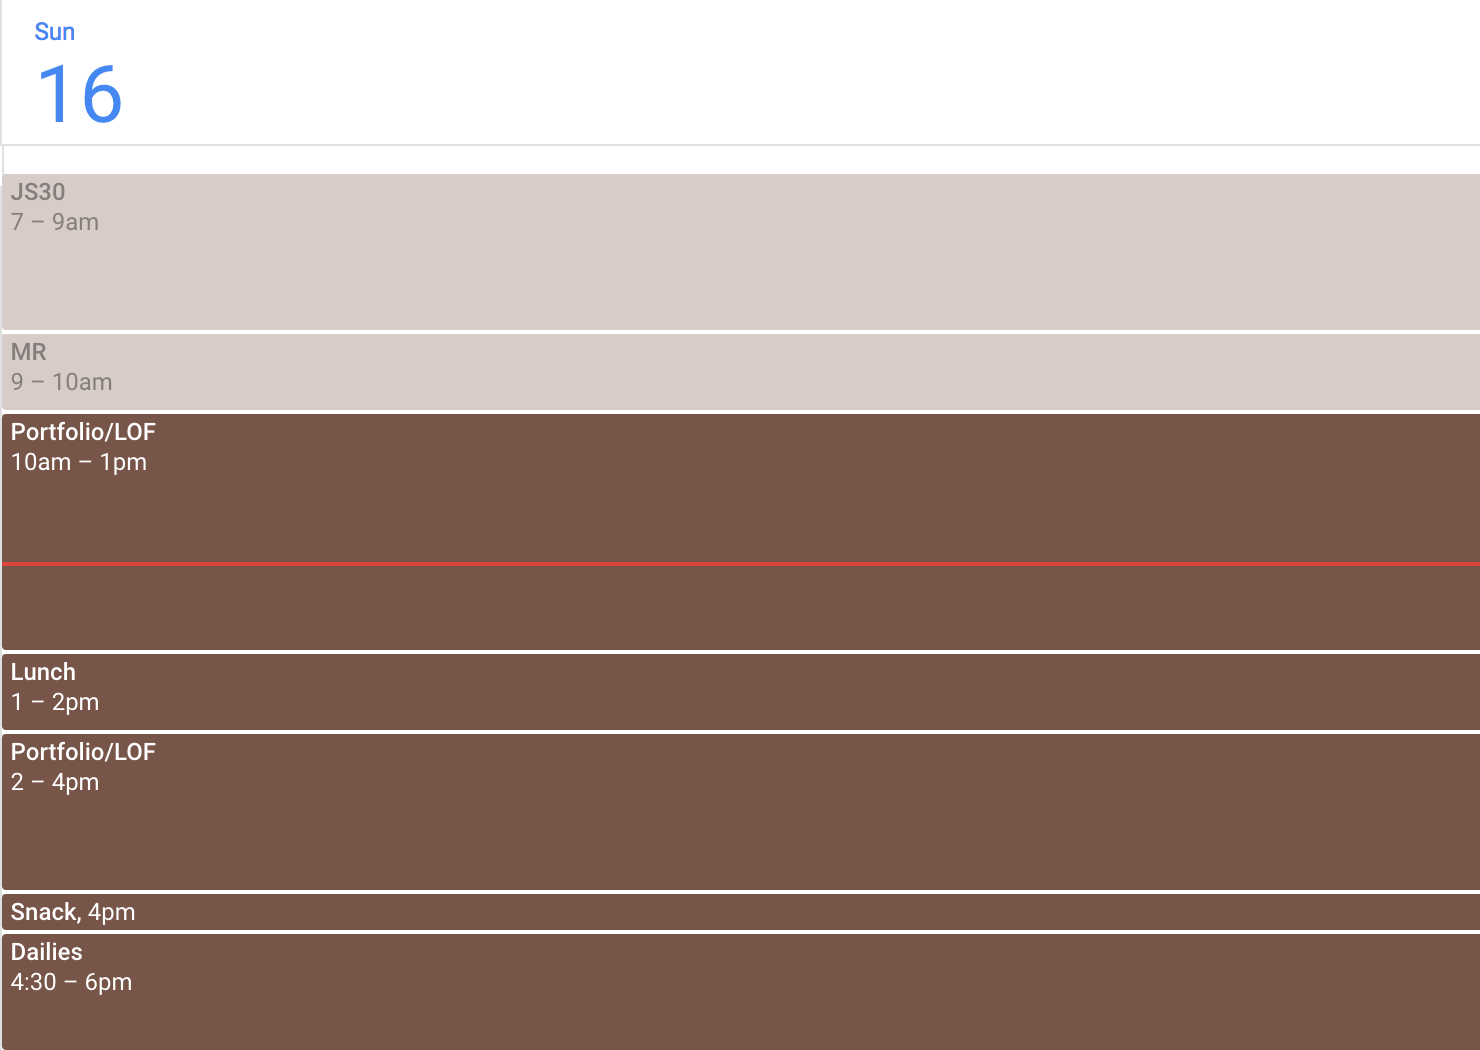 Sun
16
JS30
7 – 9am
MR
9 – 10am
Portfolio/LOF
10am – 1pm
Lunch
1 – 2pm
Portfolio/LOF
2 – 4pm
Snack, 4pm
Dailies
4:30 – 6pm